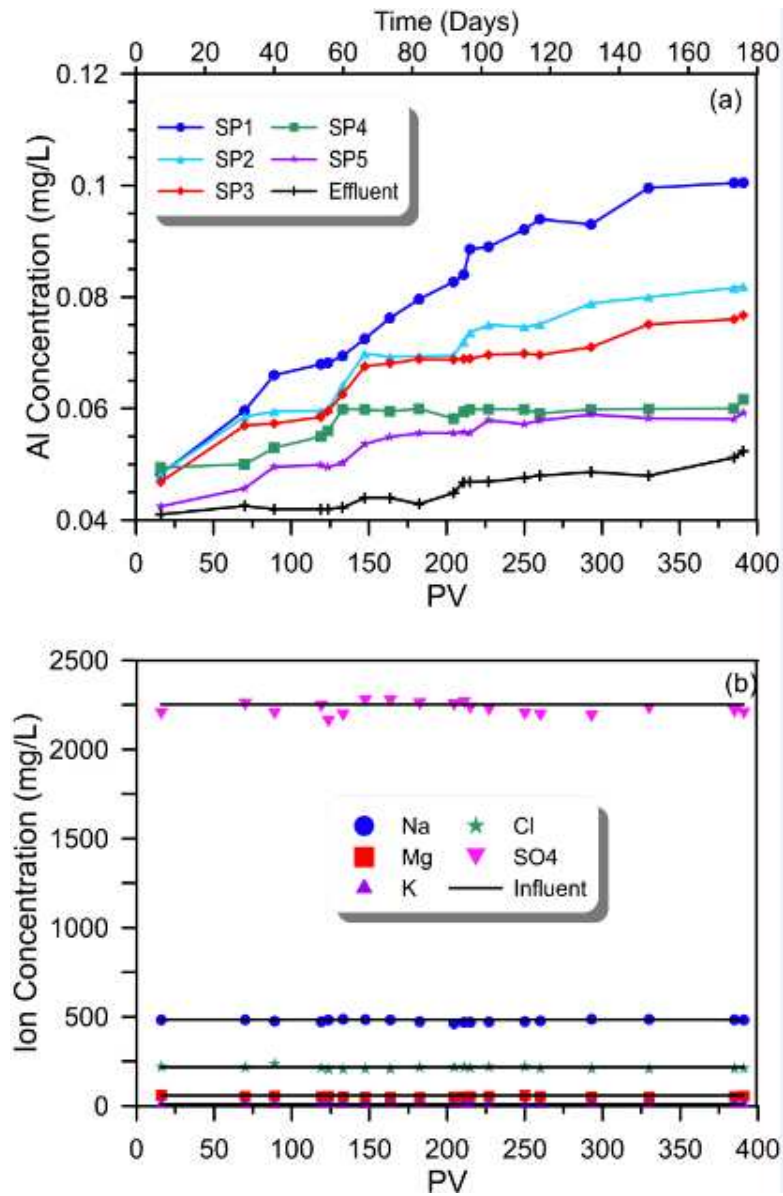 Time (Days)
0 20 40 60 80 100 120 140 160 180
0.12
(a)
SP1 SP4
SP2 SP5
SP3 Effluent
0.1
0.08
0.06
0.04
Al Concentration (mg/L)
0 50 100 150 200 250 300 350 400
PV
2500
(b)
2000
1500
1000
500
0
Ion Concentration (mg/L)
Na Cl
Mg SO4
K Influent
0 50 100 150 200 250 300 350 400
PV